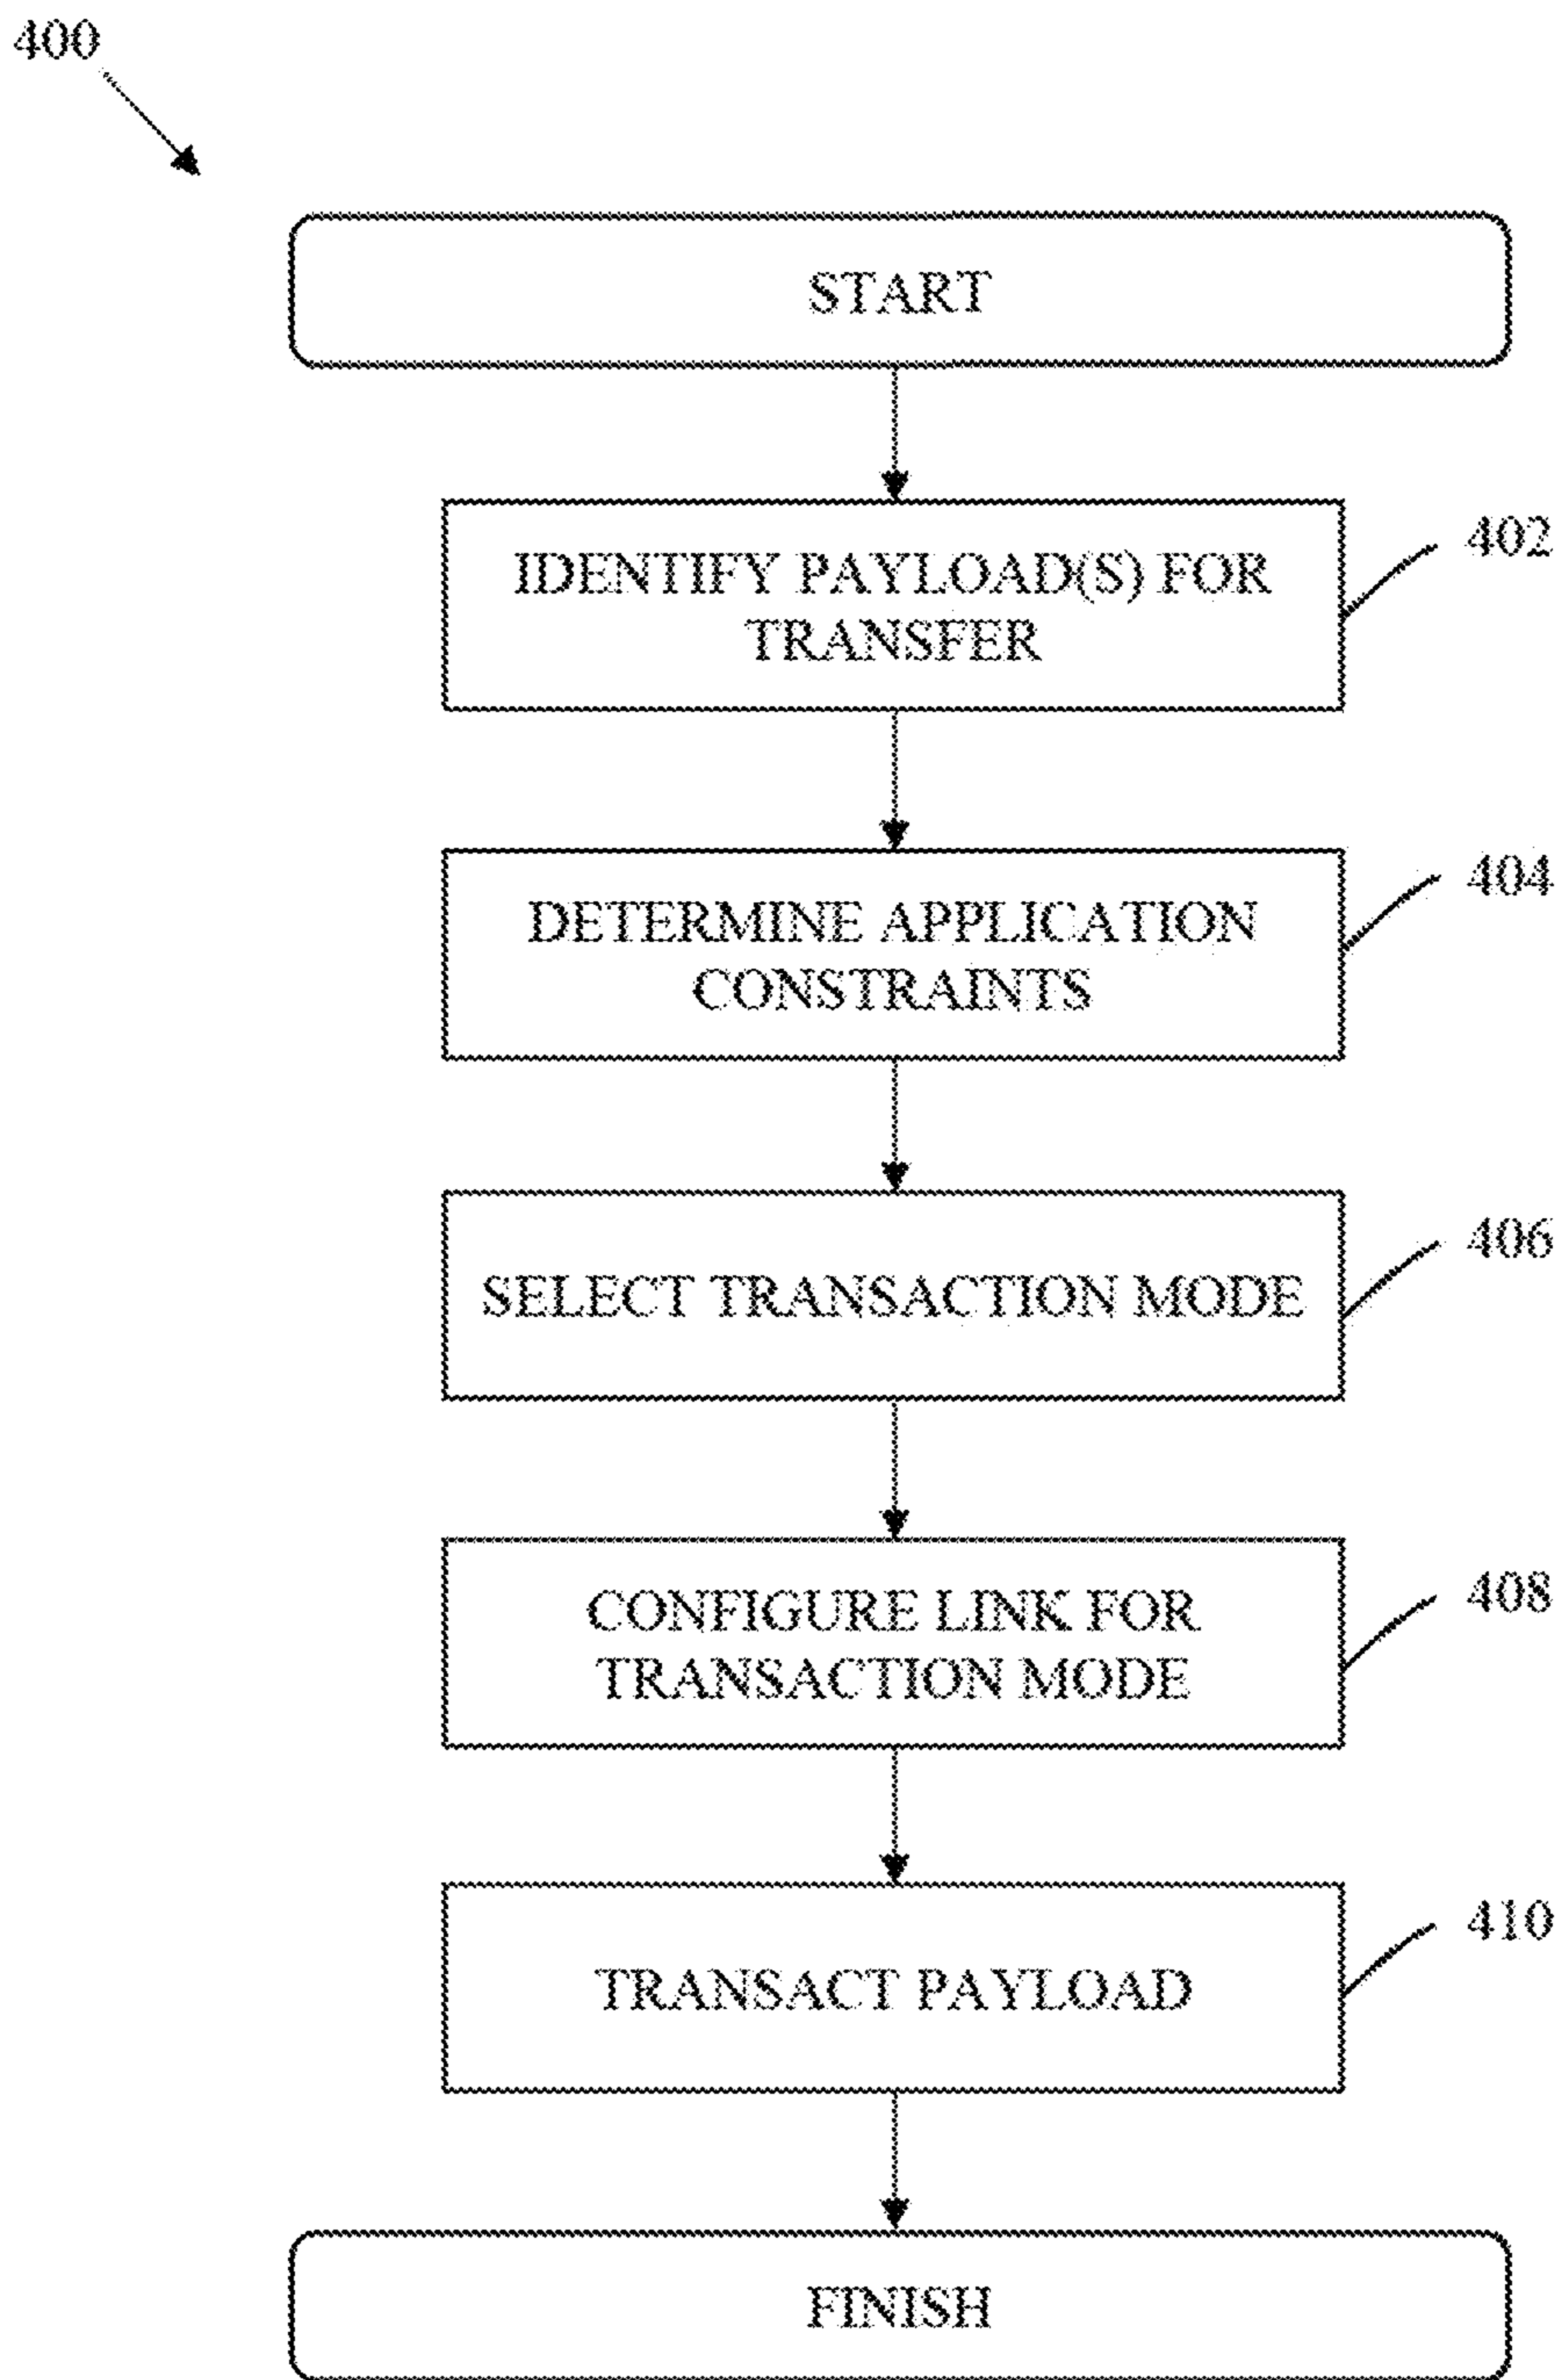 400
START
IDENTIFY PAYLOAD(S) FOR
TRANSFER
402
DETERMINE APPLICATION
CONSTRAINTS
404
SELECT TRANSACTION MODE
406
CONFIGURE LINK FOR
TRANSACTION MODE
408
TRANSACT PAYLOAD
410
FINISH